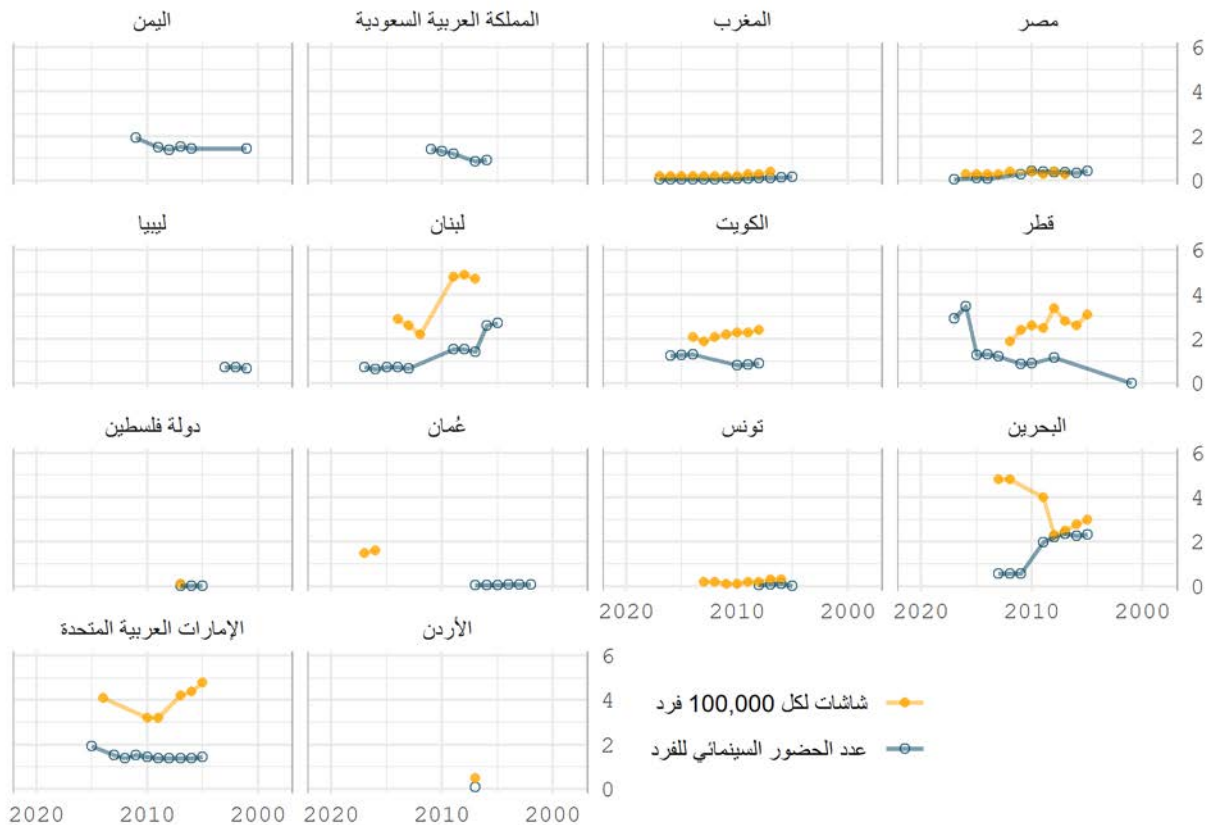 مصر
المغرب
المملكة العربية السعودية
اليمن
6
4
2
0
قطر
الكويت
لبنان
ليبيا
6
4
2
0
البحرين
تونس
عُمان
دولة فلسطين
6
4
2
0
2020 2010 2000
2020 2010 2000
الأردن
الإمارات العربية المتحدة
6
4
2
0
شاشات لكل 100,000 فرد
عدد الحضور السينمائي للفرد
2020 2010 2000
2020 2010 2000